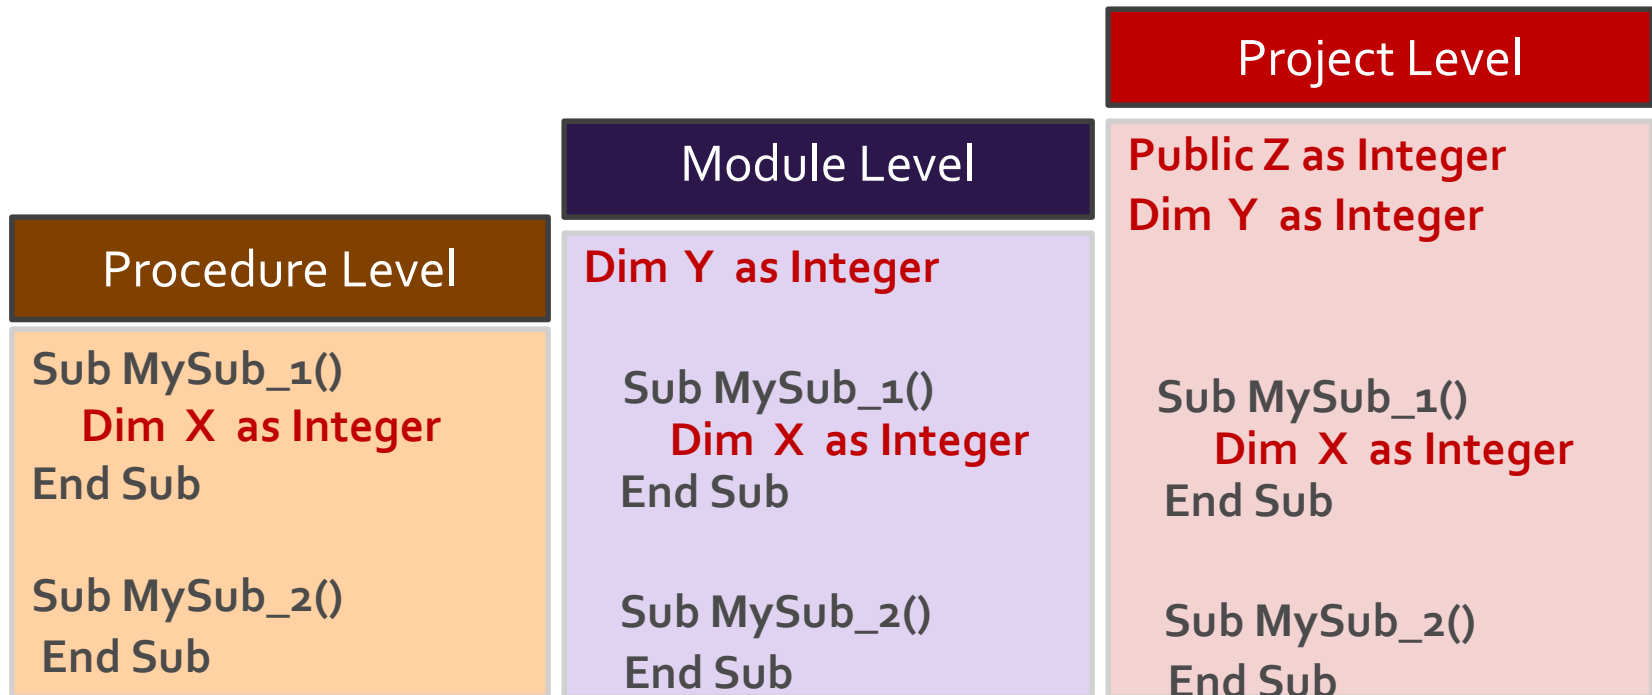 Procedure Level
Sub MySub_1()
Dim X as Integer
End Sub
Sub MySub_2()
End Sub
Module Level
Dim Y as Integer
Sub MySub_1()
Dim X as Integer
End Sub
Sub MySub_2()
End Sub
Project Level
Public Z as Integer
Dim Y as Integer
Sub MySub_1()
Dim X as Integer
End Sub
Sub MySub_2()
End Sub